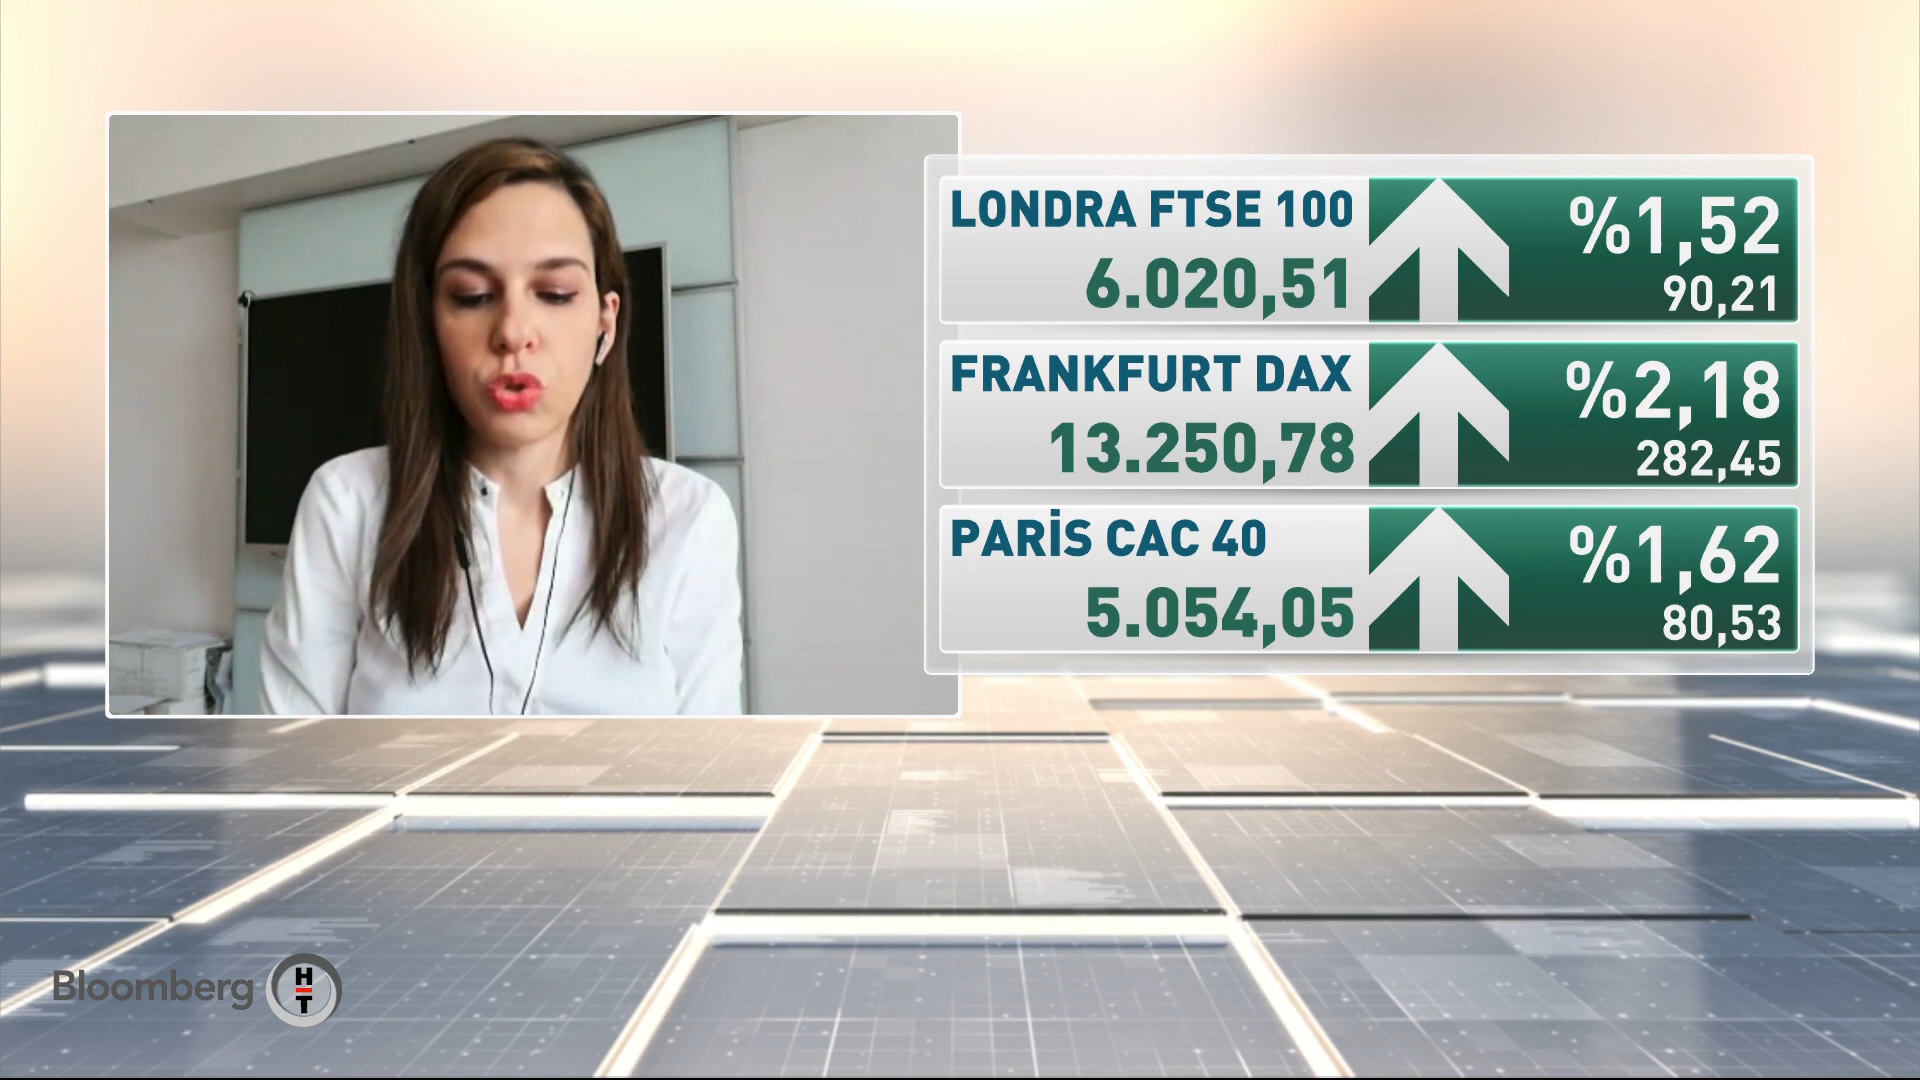 LONDRA FTSE 100
6.020,51
%1,52
90,21
FRANKFURT DAX
13.250,78
%2,18
282,45
PARİS CAC 40
5.054,05
%1,62
80,53
Bloomberg HT